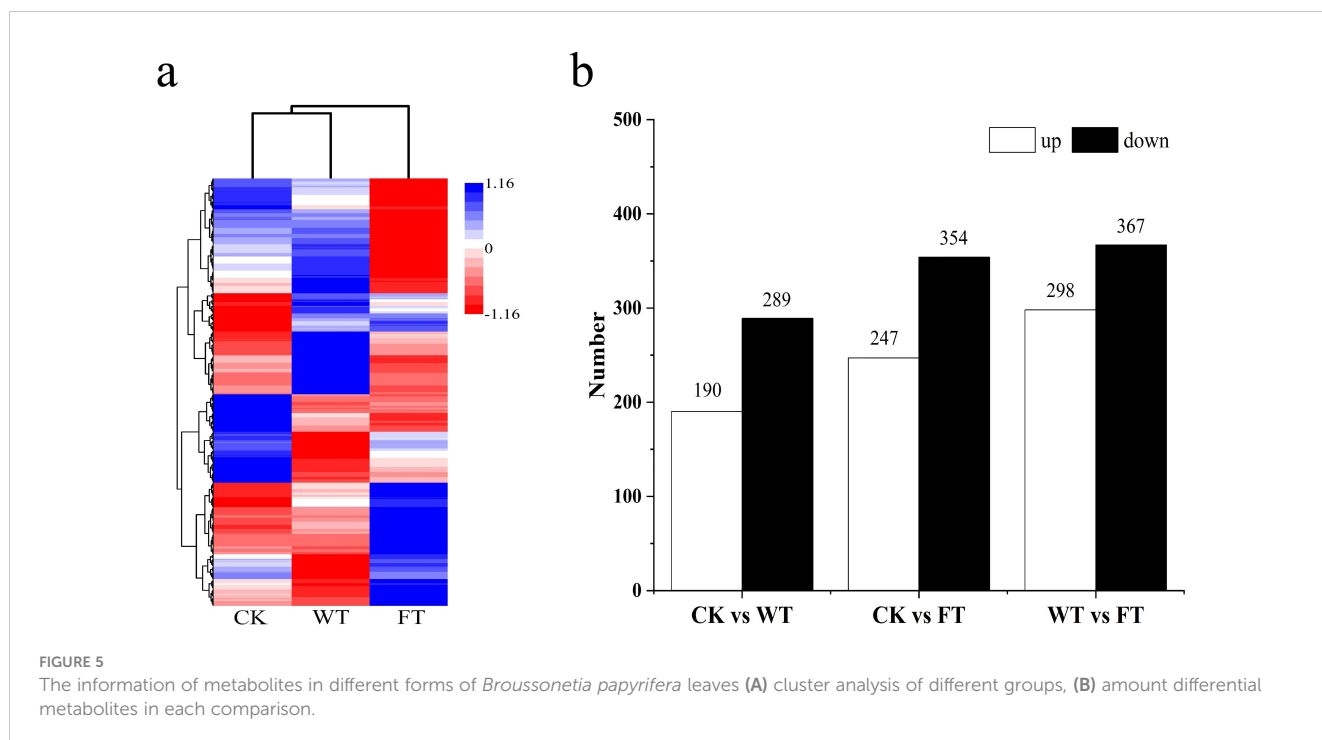 a
1.16
0
-1.16
CK WT FT
b
500
400
300
200
100
0
Number
up down
190
289
247
354
298
367
CK vs WT CK vs FT WT vs FT
FIGURE 5
The information of metabolites in different forms of Broussonetia papyrifera leaves (A) cluster analysis of different groups, (B) amount differential
metabolites in each comparison.